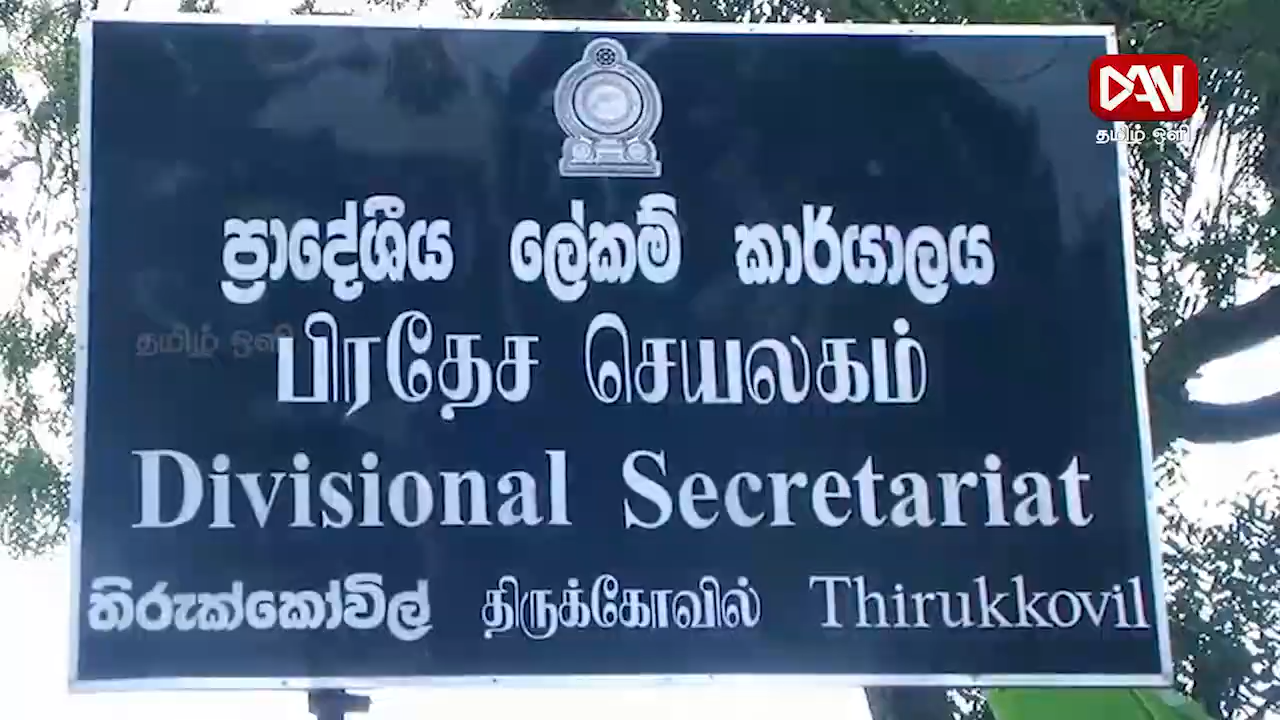 DAN
தமிழ் ஒளி
ප්‍රාදේශීය ලේකම් කාර්යාලය
தமிழ் ஒளி
பிரதேச செயலகம்
Divisional Secretariat
තිරුක්කෝවිල් திருக்கோவில் Thirukkovil